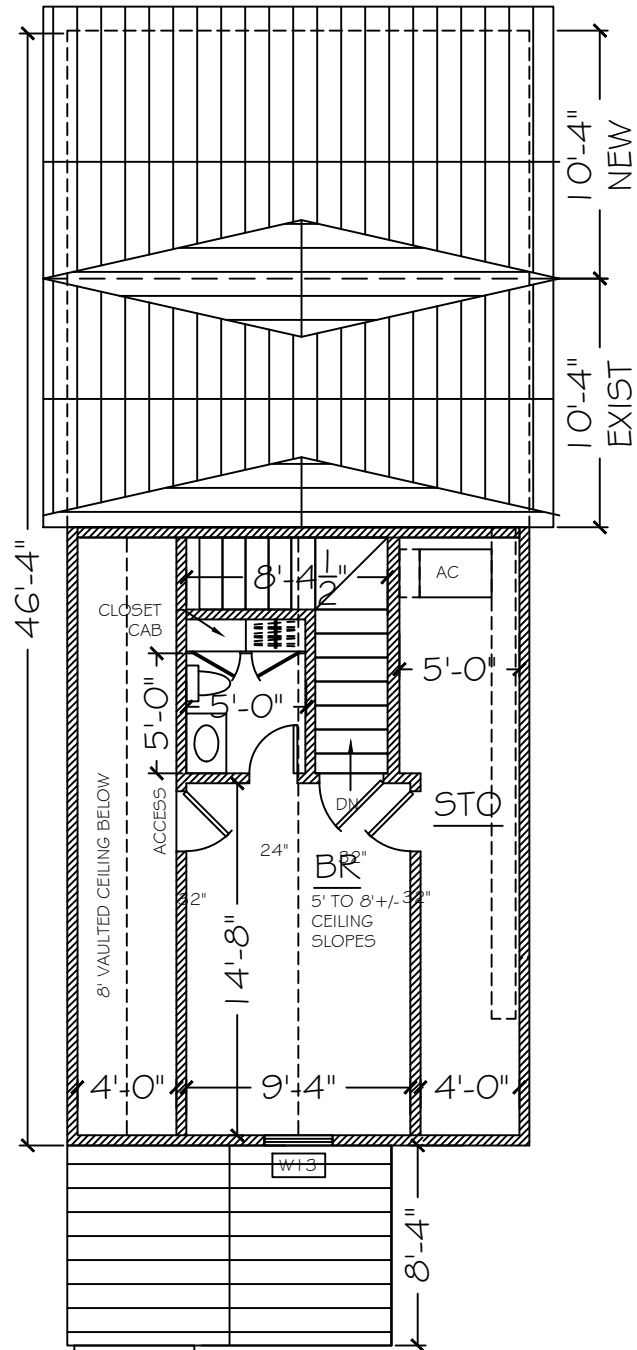 10'-4"
NEW
10'-4"
EXIST
46'-4"
8'-4 1/2"
AC
CLOSET
CAB
5'-0"
5'-0"
5'-0"
8' VAULTED CEILING BELOW
ACCESS
DN
STO
24"
32"
BR
32"
32"
5' TO 8'+/-
CEILING
SLOPES
14'-8"
4'-0"
9'-4"
4'-0"
W13
8'-4"